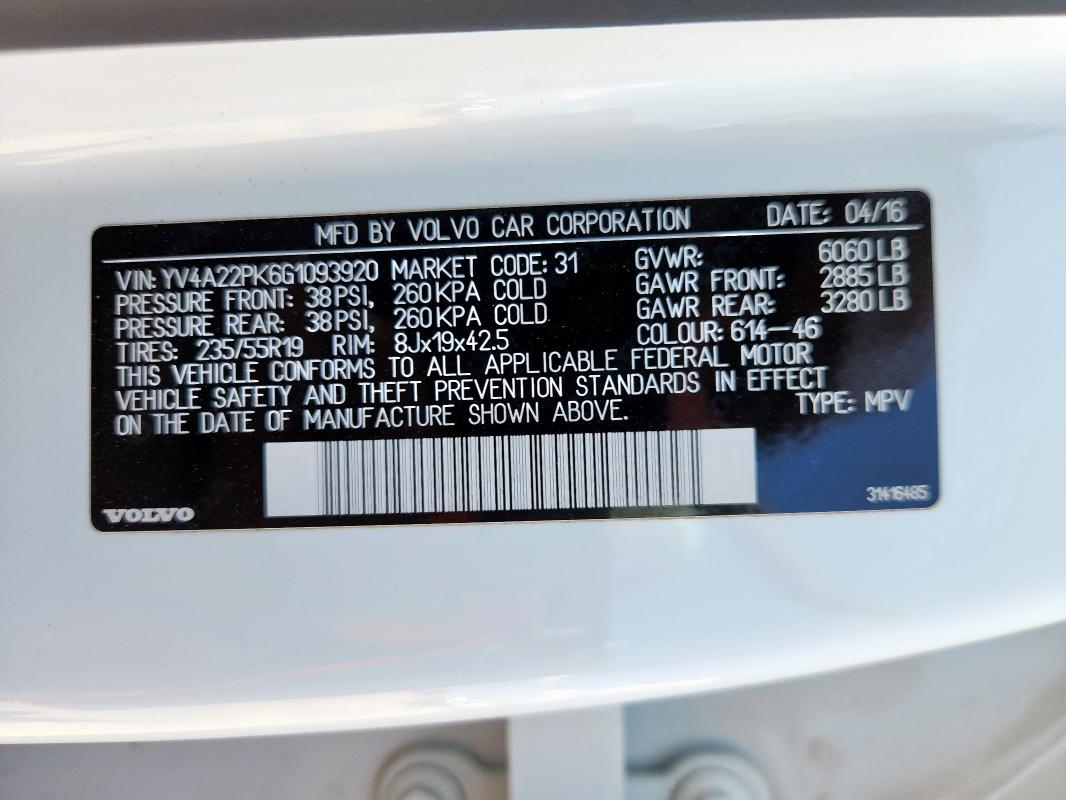 MFD BY VOLVO CAR CORPORATION DATE: 04/16
VIN: YV4A22PK6G1093920 MARKET CODE: 31 GVWR: 6060 LB
PRESSURE FRONT: 38 PSI, 260 KPA COLD GAWR FRONT: 2885 LB
PRESSURE REAR: 38 PSI, 260 KPA COLD GAWR REAR: 3280 LB
TIRES: 235/55R19 RIM: 8Jx19x42.5 COLOUR: 614-46
THIS VEHICLE CONFORMS TO ALL APPLICABLE FEDERAL MOTOR
VEHICLE SAFETY AND THEFT PREVENTION STANDARDS IN EFFECT
ON THE DATE OF MANUFACTURE SHOWN ABOVE. TYPE: MPV
VOLVO 31416485